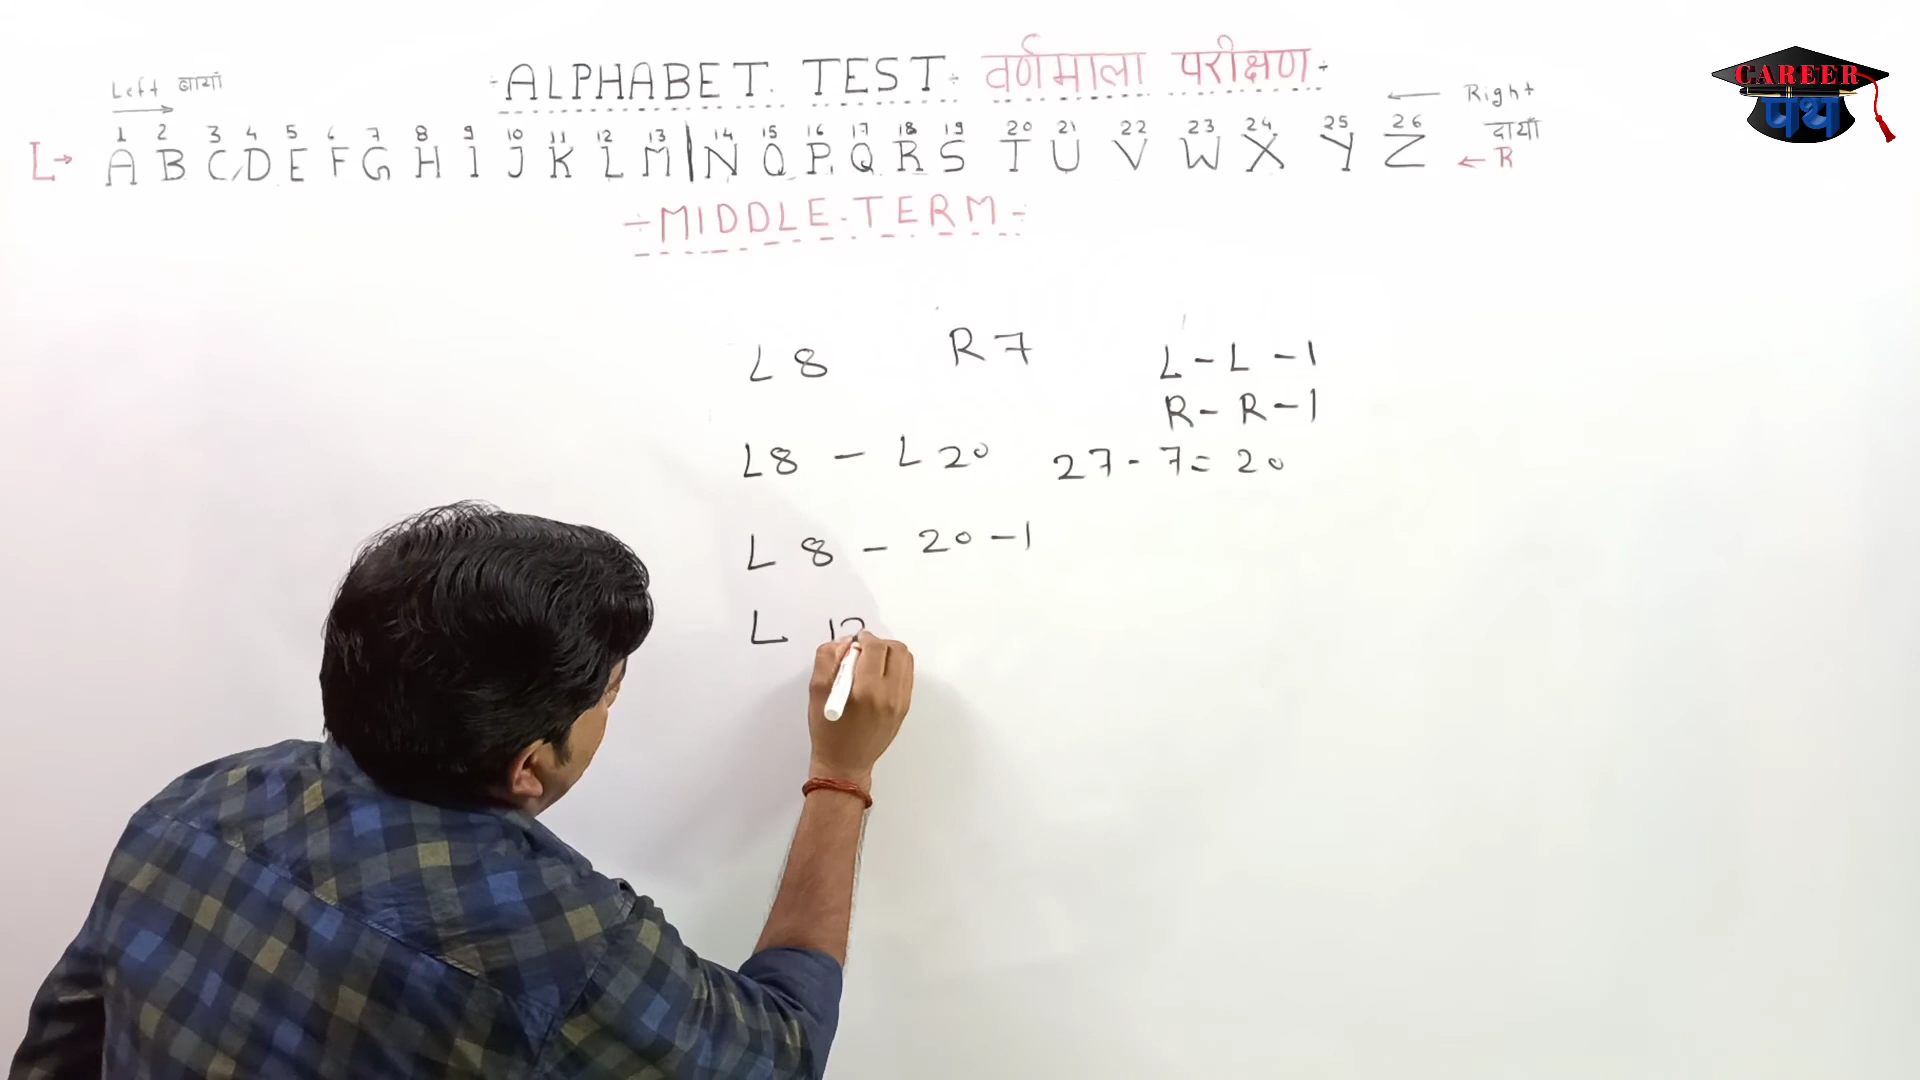 ÷ ALPHABET TEST ÷ वर्णमाला परीक्षण ÷
Left बायां
← Right
दायाँ
CAREER
पथ
1 2 3 4 5 6 7 8 9 10 11 12 13 14 15 16 17 18 19 20 21 22 23 24 25 26
L→ A B C D E F G H I J K L M | N O P Q R S T U V W X Y Z ← R
÷ MIDDLE-TERM ÷
L 8 R 7 L - L - 1
R - R - 1
L8 - L 20 27 - 7 = 20
L 8 - 20 - 1
L